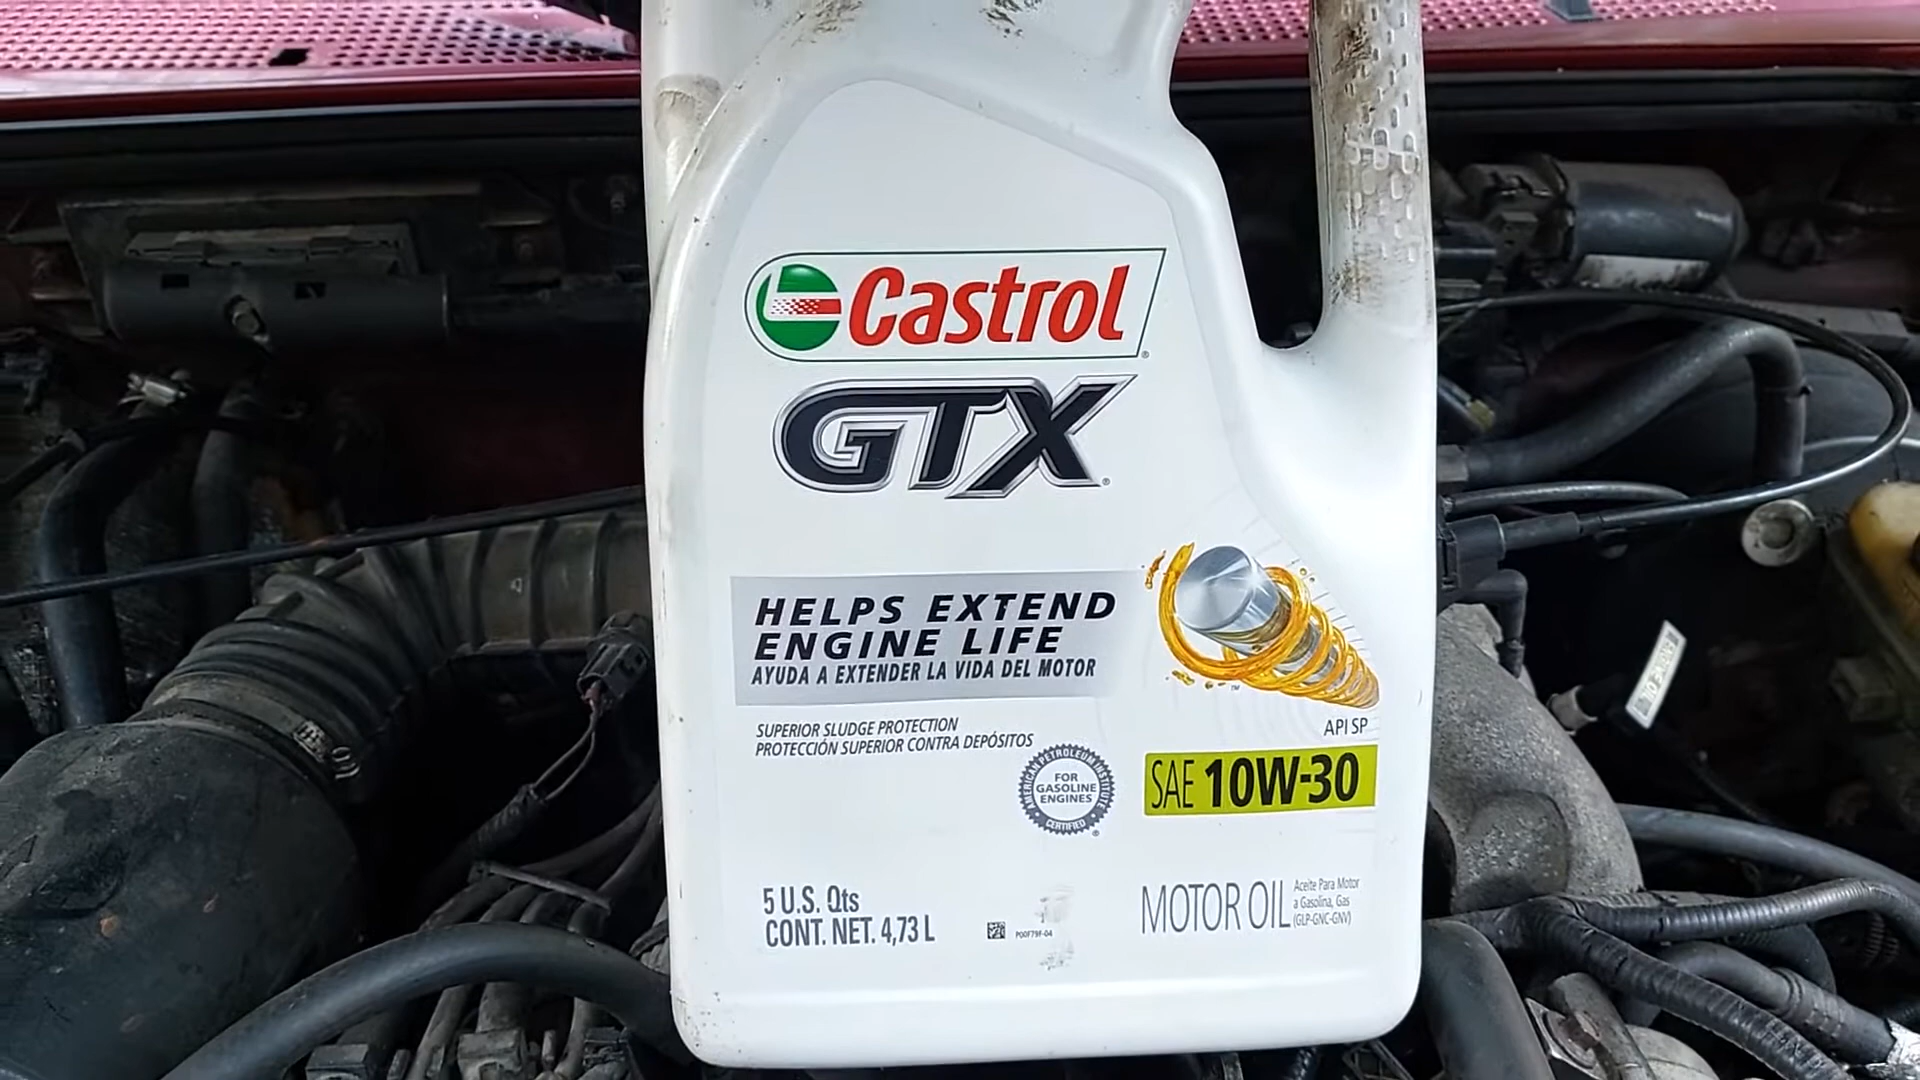 Castrol
GTX
HELPS EXTEND
ENGINE LIFE
AYUDA A EXTENDER LA VIDA DEL MOTOR
SUPERIOR SLUDGE PROTECTION
PROTECCIÓN SUPERIOR CONTRA DEPÓSITOS
AMERICAN PETROLEUM INSTITUTE
FOR
GASOLINE
ENGINES
CERTIFIED
API SP
SAE 10W-30
5 U.S. Qts
CONT. NET. 4,73 L
P00F79F-04
MOTOR OIL
Aceite Para Motor
a Gasolina, Gas
(GLP-GNC-GNV)